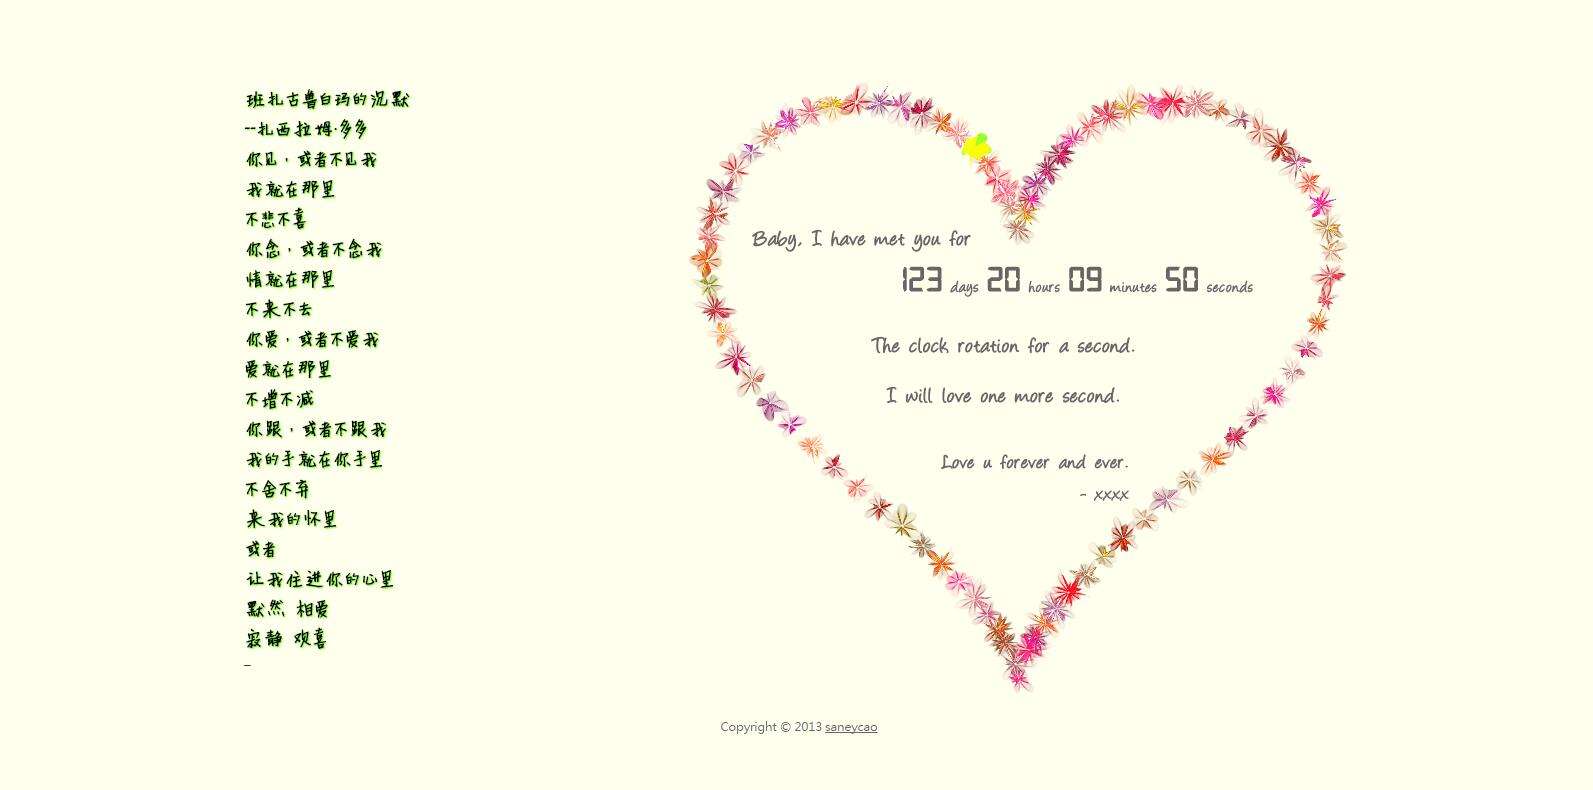 班扎古鲁白玛的沉默
--扎西拉姆·多多
你见，或者不见我
我就在那里
不悲不喜
你念，或者不念我
情就在那里
不来不去
你爱，或者不爱我
爱就在那里
不增不减
你跟，或者不跟我
我的手就在你手里
不舍不弃
来我的怀里
或者
让我住进你的心里
默然 相爱
寂静 欢喜
_
Baby, I have met you for
123 days 20 hours 09 minutes 50 seconds
The clock rotation for a second.
I will love one more second.
Love u forever and ever.
- xxxx
Copyright © 2013 saneycao